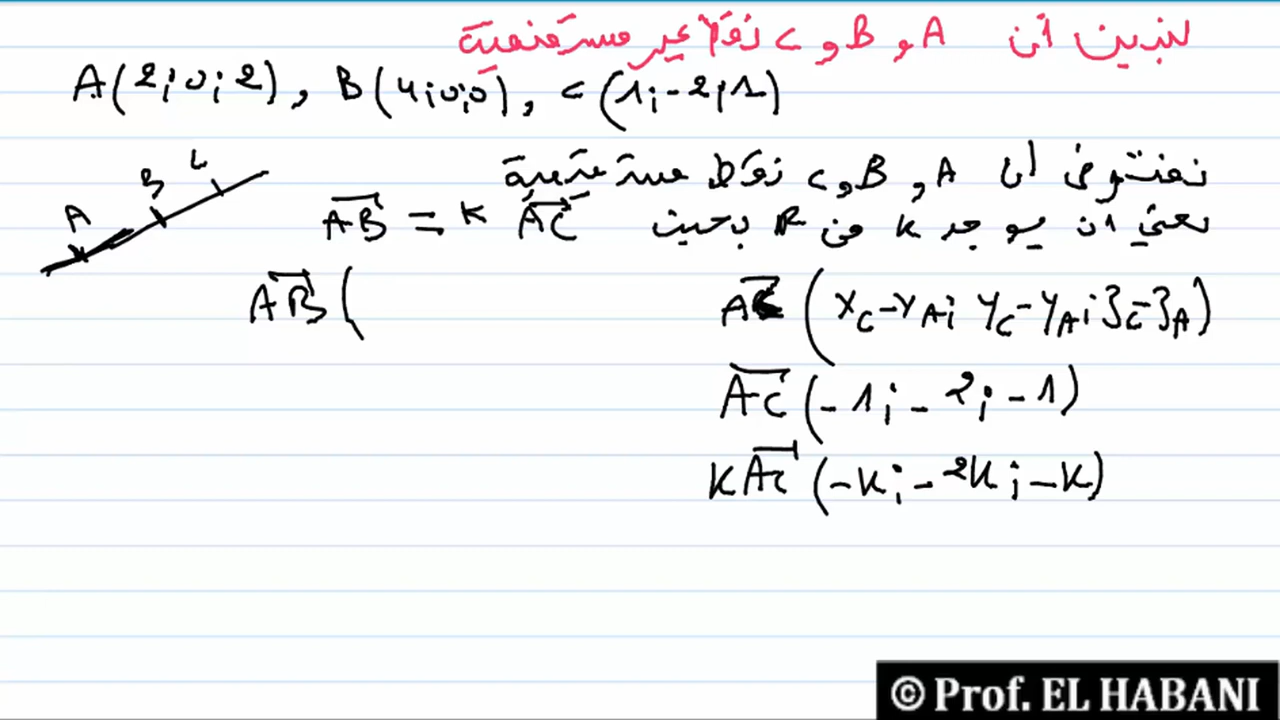 لنبين أن A و B و C نقط غير مستقيمية
A(2;0;2), B(4;0;0), C(1;-2;1)
نفترض أن A و B و C نقط مستقيمية
يعني ان يوجد K من ℝ بحيث AB = K AC
A B C
AB ( AC (x_C-x_A; y_C-y_A; z_C-z_A)
AC (-1; -2; -1)
K AC (-K; -2K; -K)
© Prof. EL HABANI